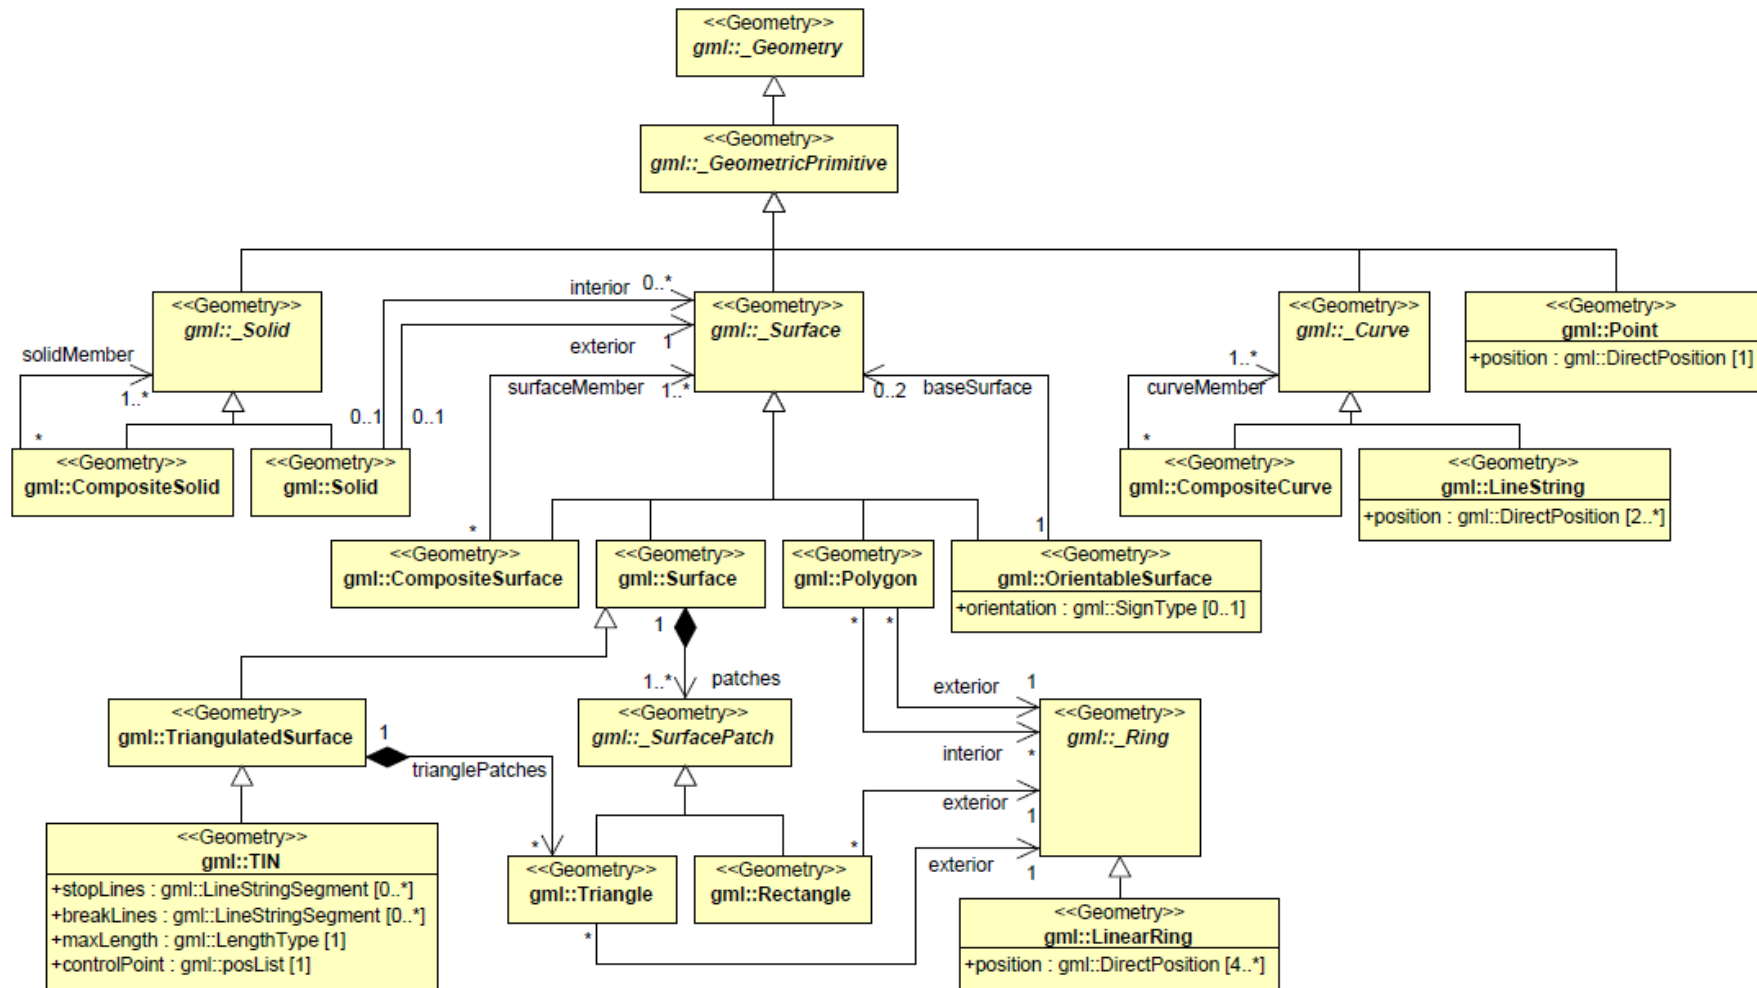 <<Geometry>>
gml::_Geometry
<<Geometry>>
gml::_GeometricPrimitive
<<Geometry>>
gml::_Solid
interior
0..*
exterior
1
<<Geometry>>
gml::_Surface
<<Geometry>>
gml::_Curve
<<Geometry>>
gml::Point
+position : gml::DirectPosition [1]
solidMember
1..*
*
0..1
0..1
surfaceMember
1..*
*
0..2
baseSurface
1
1..*
curveMember
*
<<Geometry>>
gml::CompositeSolid
<<Geometry>>
gml::Solid
<<Geometry>>
gml::CompositeCurve
<<Geometry>>
gml::LineString
+position : gml::DirectPosition [2..*]
<<Geometry>>
gml::CompositeSurface
<<Geometry>>
gml::Surface
<<Geometry>>
gml::Polygon
<<Geometry>>
gml::OrientableSurface
+orientation : gml::SignType [0..1]
1
*
*
1..*
patches
exterior
1
interior
*
<<Geometry>>
gml::TriangulatedSurface
1
trianglePatches
*
<<Geometry>>
gml::_SurfacePatch
<<Geometry>>
gml::_Ring
exterior
1
*
exterior
1
*
<<Geometry>>
gml::TIN
+stopLines : gml::LineStringSegment [0..*]
+breakLines : gml::LineStringSegment [0..*]
+maxLength : gml::LengthType [1]
+controlPoint : gml::posList [1]
<<Geometry>>
gml::Triangle
<<Geometry>>
gml::Rectangle
<<Geometry>>
gml::LinearRing
+position : gml::DirectPosition [4..*]